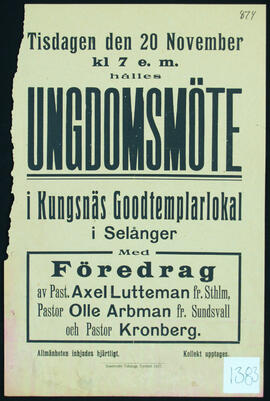 874
Tisdagen den 20 November
kl 7 e. m.
hålles
UNGDOMSMÖTE
i Kungsnäs Goodtemplarlokal
i Selånger
Med
Föredrag
av Past. Axel Lutteman fr. Sthlm,
Pastor Olle Arbman fr. Sundsvall
och Pastor Kronberg.
Allmänheten inbjudes hjärtligt. Kollekt upptages.
1383